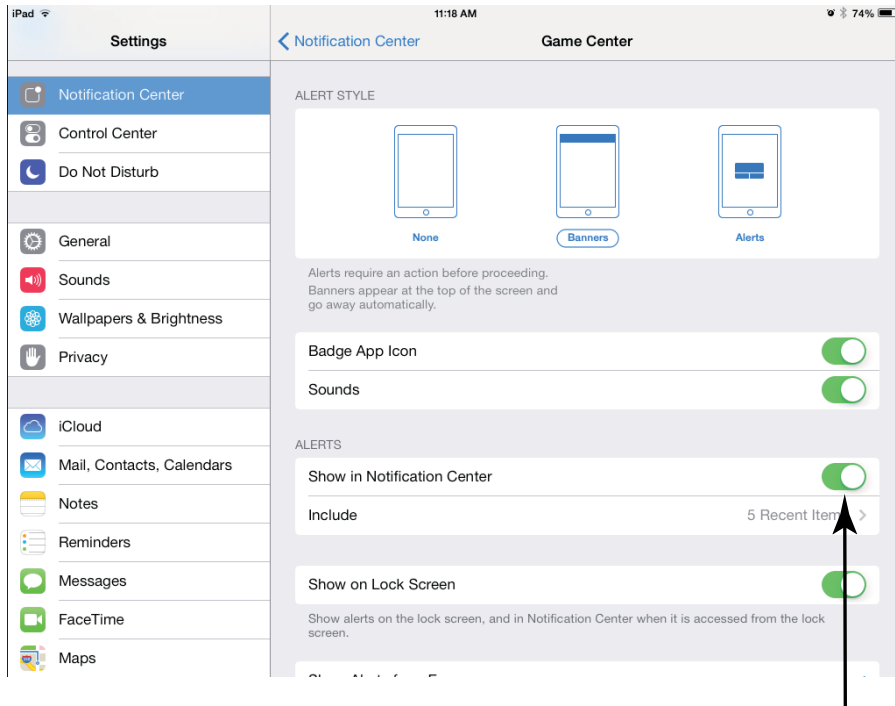 iPad 11:18 AM 74%
Settings
Notification Center
Control Center
Do Not Disturb
General
Sounds
Wallpapers & Brightness
Privacy
iCloud
Mail, Contacts, Calendars
Notes
Reminders
Messages
FaceTime
Maps
Notification Center Game Center
ALERT STYLE
None Banners Alerts
Alerts require an action before proceeding.
Banners appear at the top of the screen and
go away automatically.
Badge App Icon
Sounds
ALERTS
Show in Notification Center
Include 5 Recent Items
Show on Lock Screen
Show alerts on the lock screen, and in Notification Center when it is accessed from the lock
screen.